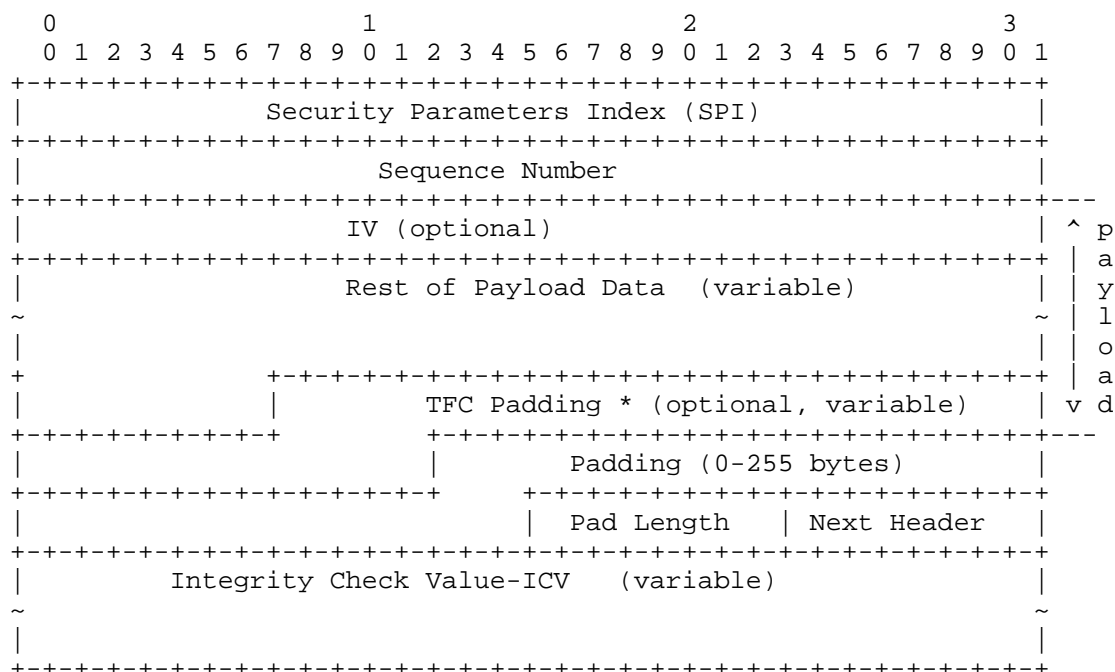 0                   1                   2                   3
0 1 2 3 4 5 6 7 8 9 0 1 2 3 4 5 6 7 8 9 0 1 2 3 4 5 6 7 8 9 0 1
+-+-+-+-+-+-+-+-+-+-+-+-+-+-+-+-+-+-+-+-+-+-+-+-+-+-+-+-+-+-+-+-+
|               Security Parameters Index (SPI)                 |
+-+-+-+-+-+-+-+-+-+-+-+-+-+-+-+-+-+-+-+-+-+-+-+-+-+-+-+-+-+-+-+-+
|                      Sequence Number                          |
+-+-+-+-+-+-+-+-+-+-+-+-+-+-+-+-+-+-+-+-+-+-+-+-+-+-+-+-+-+-+-+-+---
|                    IV (optional)                              | ^ p
+-+-+-+-+-+-+-+-+-+-+-+-+-+-+-+-+-+-+-+-+-+-+-+-+-+-+-+-+-+-+-+-+ | a
|                    Rest of Payload Data  (variable)           | | y
~                                                               ~ | l
|                                                               | | o
+               +-+-+-+-+-+-+-+-+-+-+-+-+-+-+-+-+-+-+-+-+-+-+-+-+ | a
|               |         TFC Padding * (optional, variable)    | v d
+-+-+-+-+-+-+-+-+         +-+-+-+-+-+-+-+-+-+-+-+-+-+-+-+-+-+-+-+---
|                         |        Padding (0-255 bytes)        |
+-+-+-+-+-+-+-+-+-+-+-+-+-+     +-+-+-+-+-+-+-+-+-+-+-+-+-+-+-+-+
|                               |  Pad Length   | Next Header   |
+-+-+-+-+-+-+-+-+-+-+-+-+-+-+-+-+-+-+-+-+-+-+-+-+-+-+-+-+-+-+-+-+
|         Integrity Check Value-ICV   (variable)                |
~                                                               ~
|                                                               |
+-+-+-+-+-+-+-+-+-+-+-+-+-+-+-+-+-+-+-+-+-+-+-+-+-+-+-+-+-+-+-+-+